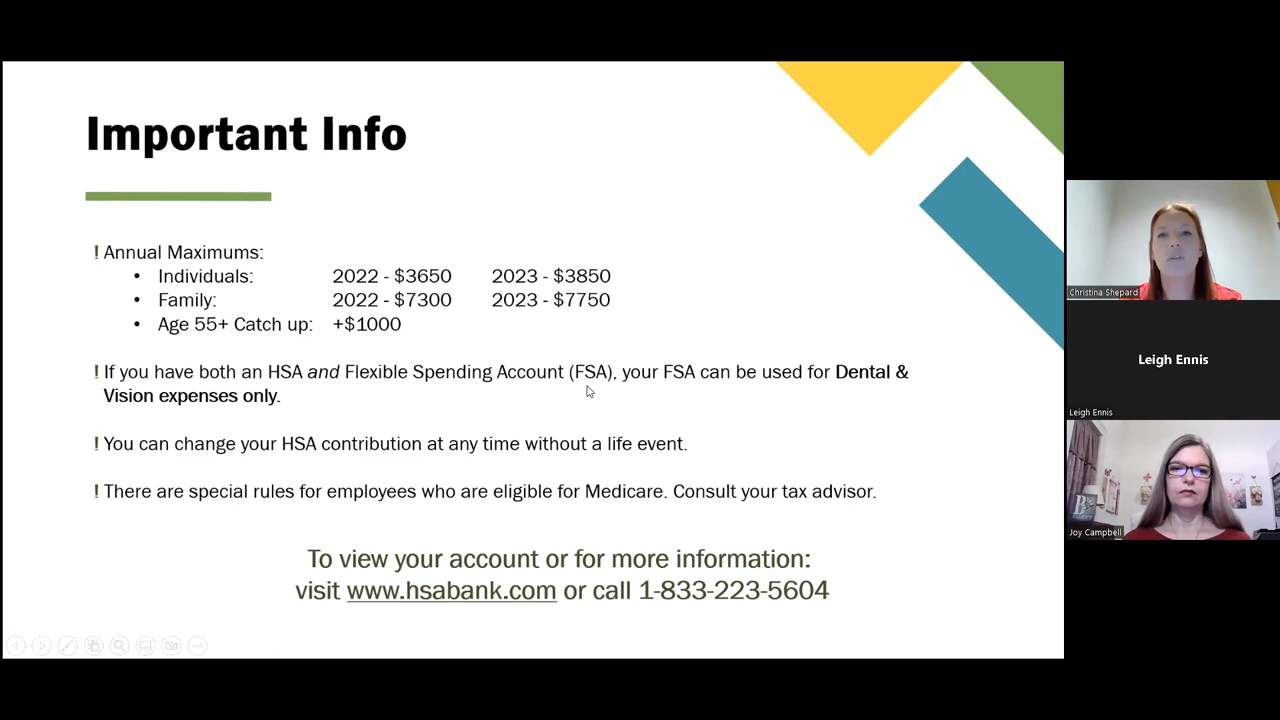 Important Info
! Annual Maximums:
• Individuals: 2022 - $3650 2023 - $3850
• Family: 2022 - $7300 2023 - $7750
• Age 55+ Catch up: +$1000
! If you have both an HSA and Flexible Spending Account (FSA), your FSA can be used for Dental &
Vision expenses only.
! You can change your HSA contribution at any time without a life event.
! There are special rules for employees who are eligible for Medicare. Consult your tax advisor.
To view your account or for more information:
visit www.hsabank.com or call 1-833-223-5604
Christina Shepard
Leigh Ennis
Leigh Ennis
Joy Campbell